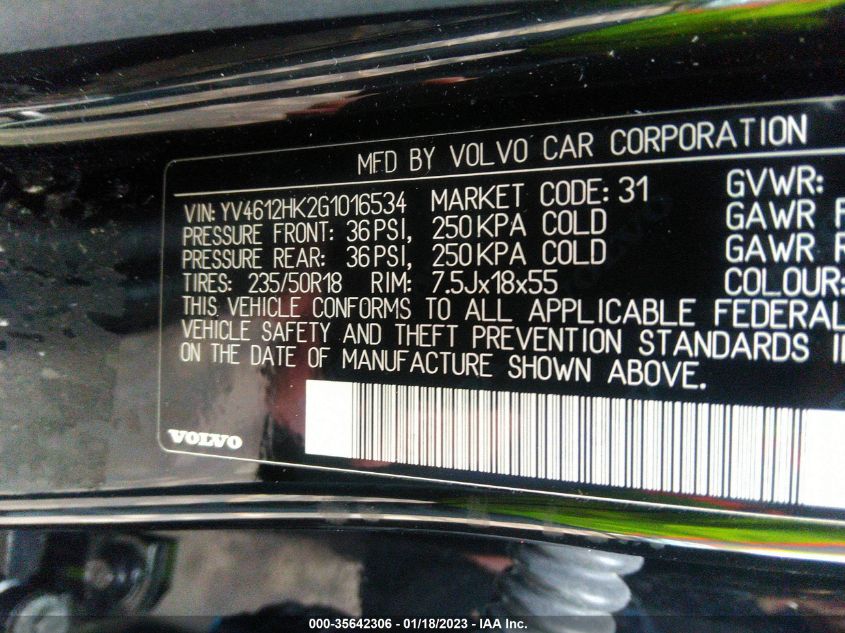 MFD BY VOLVO CAR CORPORATION
VIN: YV4612HK2G1016534 MARKET CODE: 31 GVWR:
PRESSURE FRONT: 36 PSI, 250 KPA COLD GAWR F
PRESSURE REAR: 36 PSI, 250 KPA COLD GAWR R
TIRES: 235/50R18 RIM: 7.5Jx18x55 COLOUR:
THIS VEHICLE CONFORMS TO ALL APPLICABLE FEDERAL
VEHICLE SAFETY AND THEFT PREVENTION STANDARDS I
ON THE DATE OF MANUFACTURE SHOWN ABOVE.
VOLVO
000-35642306 - 01/18/2023 - IAA Inc.